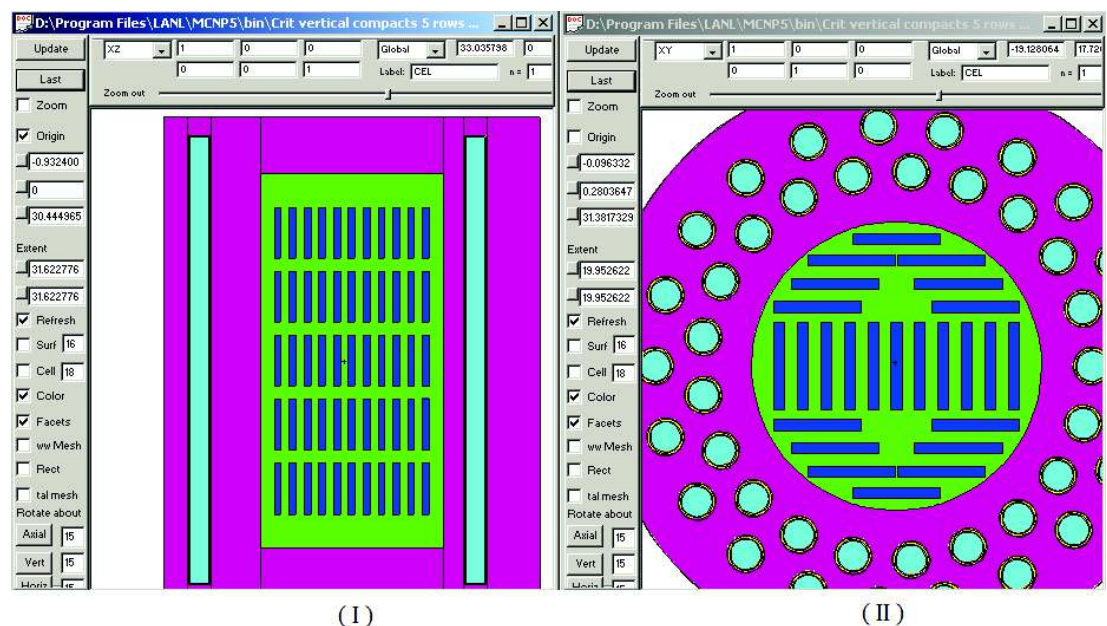 D:\Program Files\LANL\MCNP5\bin\Crit vertical compacts 5 rows ...
Update
Last
Zoom
Origin
-0.932400
0
30.444965
Extent
31.622776
31.622776
Refresh
Surf 16
Cell 18
Color
Facets
ww Mesh
Rect
tal mesh
Rotate about
Axial 15
Vert 15
Horiz 15
XZ 1 0 0 Global 33.035798 0
0 0 1 Label: CEL n = 1
Zoom out
D:\Program Files\LANL\MCNP5\bin\Crit vertical compacts 5 rows ...
Update
Last
Zoom
Origin
-0.096332
0.2803647
31.3817329
Extent
19.952622
19.952622
Refresh
Surf 16
Cell 18
Color
Facets
ww Mesh
Rect
tal mesh
Rotate about
Axial 15
Vert 15
Horiz 15
XY 1 0 0 Global -19.128064 17.726
0 1 0 Label: CEL n = 1
Zoom out
( I )
( II )